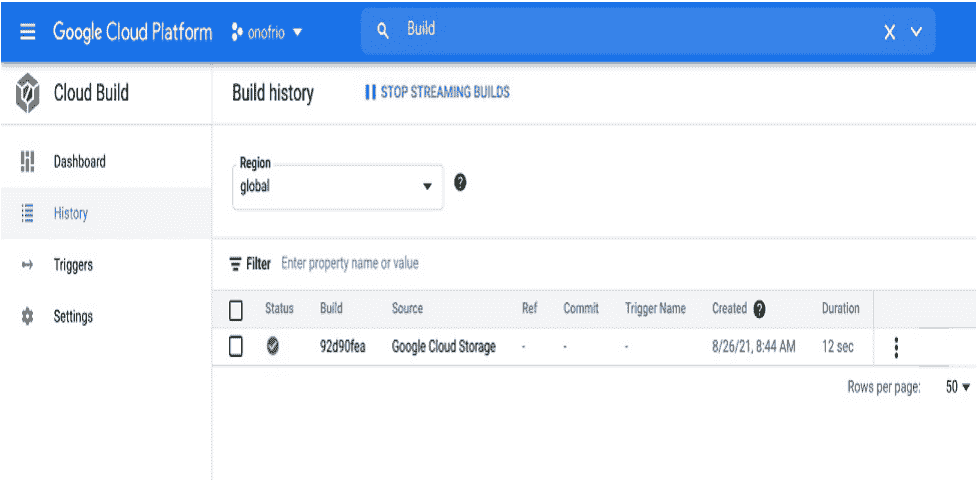 Google Cloud Platform onofrio Build X
Cloud Build Build history STOP STREAMING BUILDS
Dashboard
History
Triggers
Settings
Region
global ?
Filter Enter property name or value
Status Build Source Ref Commit Trigger Name Created ? Duration
92d90fea Google Cloud Storage - - - 8/26/21, 8:44 AM 12 sec
Rows per page: 50